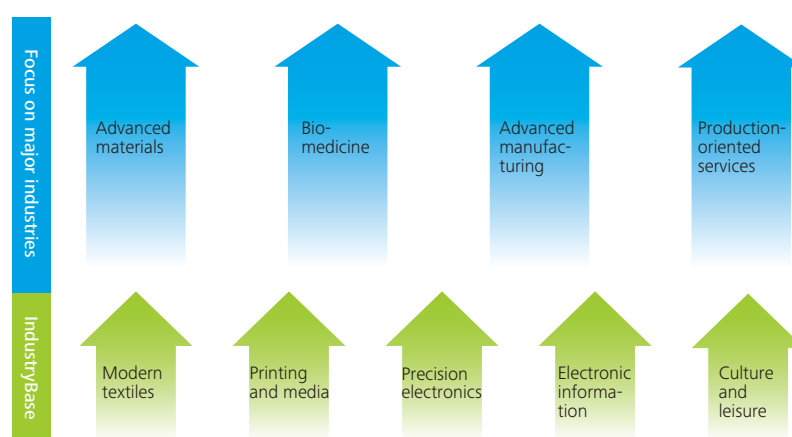 Focus on major industries
Advanced
materials
Bio-
medicine
Advanced
manufac-
turing
Production-
oriented
services
IndustryBase
Modern
textiles
Printing
and media
Precision
electronics
Electronic
informa-
tion
Culture
and
leisure